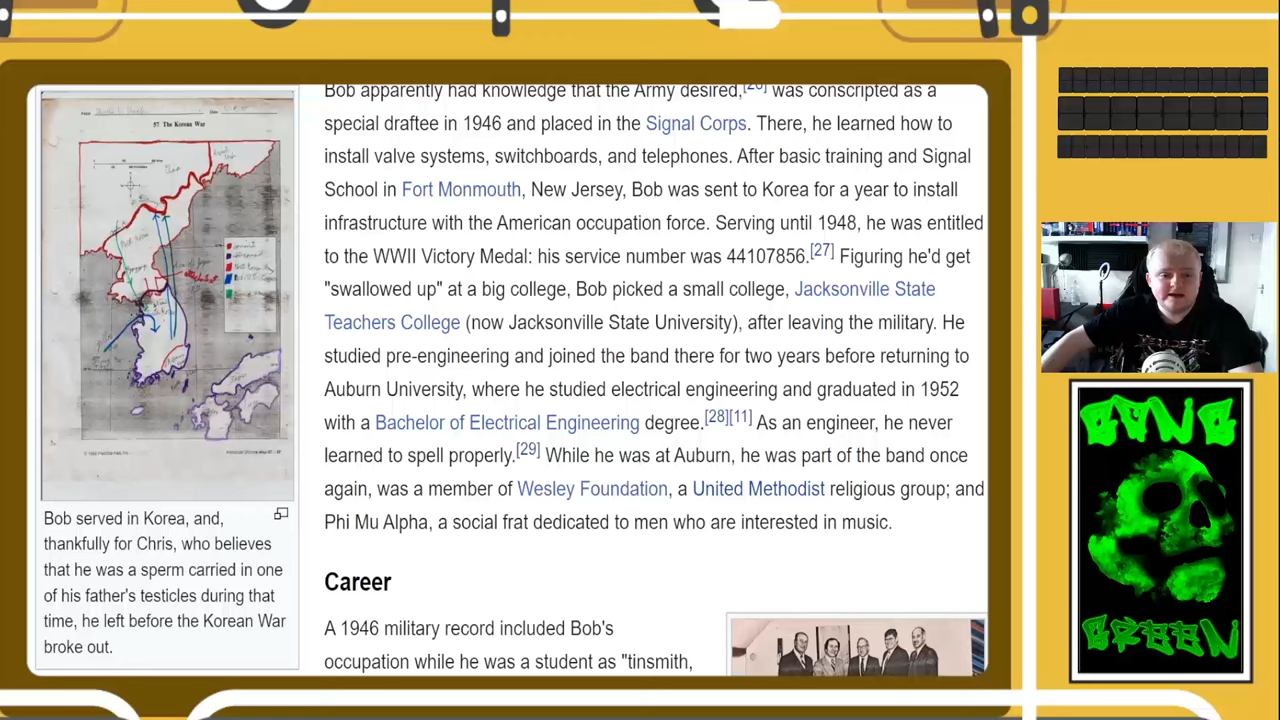 57 The Korean War
Bob served in Korea, and,
thankfully for Chris, who believes
that he was a sperm carried in one
of his father's testicles during that
time, he left before the Korean War
broke out.
Bob apparently had knowledge that the Army desired,[26] was conscripted as a
special draftee in 1946 and placed in the Signal Corps. There, he learned how to
install valve systems, switchboards, and telephones. After basic training and Signal
School in Fort Monmouth, New Jersey, Bob was sent to Korea for a year to install
infrastructure with the American occupation force. Serving until 1948, he was entitled
to the WWII Victory Medal: his service number was 44107856.[27] Figuring he'd get
"swallowed up" at a big college, Bob picked a small college, Jacksonville State
Teachers College (now Jacksonville State University), after leaving the military. He
studied pre-engineering and joined the band there for two years before returning to
Auburn University, where he studied electrical engineering and graduated in 1952
with a Bachelor of Electrical Engineering degree.[28][11] As an engineer, he never
learned to spell properly.[29] While he was at Auburn, he was part of the band once
again, was a member of Wesley Foundation, a United Methodist religious group; and
Phi Mu Alpha, a social frat dedicated to men who are interested in music.
Career
A 1946 military record included Bob's
occupation while he was a student as "tinsmith,
GREEN